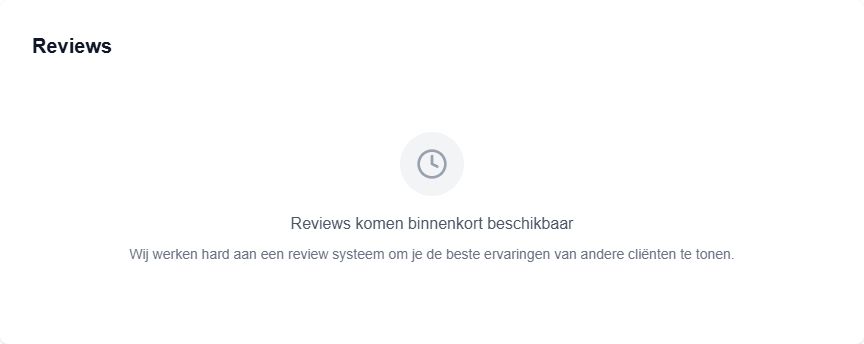 Reviews
Reviews komen binnenkort beschikbaar
Wij werken hard aan een review systeem om je de beste ervaringen van andere cliënten te tonen.